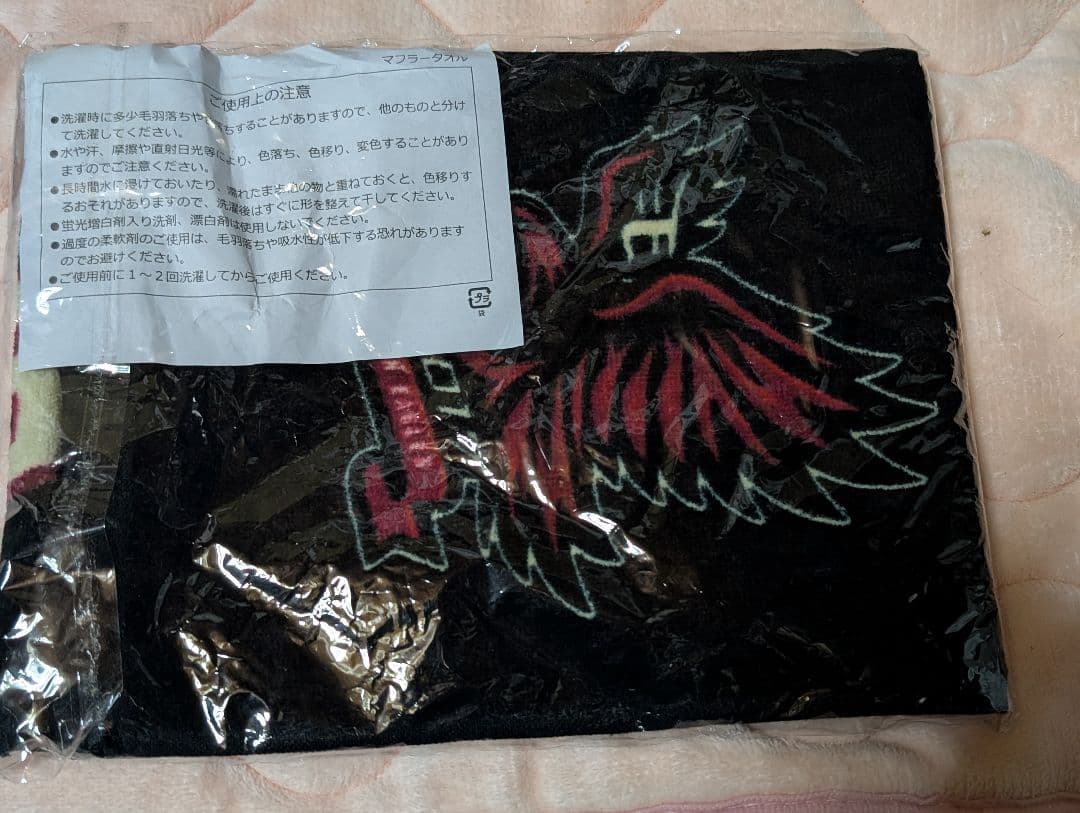 マフラータオル
ご使用上の注意
●洗濯時に多少毛羽落ちや ちすることがありますので、他のものと分け
て洗濯してください。
●水や汗、摩擦や直射日光等により、色落ち、色移り、変色することがあり
ますのでご注意ください。
●長時間水に浸けておいたり、濡れたまま他の物と重ねておくと、色移りす
るおそれがありますので、洗濯後はすぐに形を整えて干してください。
●蛍光増白剤入り洗剤、漂白剤は使用しないでください。
●過度の柔軟剤のご使用は、毛羽落ちや吸水性が低下する恐れがあります
のでお避けください。
●ご使用前に1～2回洗濯してからご使用ください。
プラ
袋